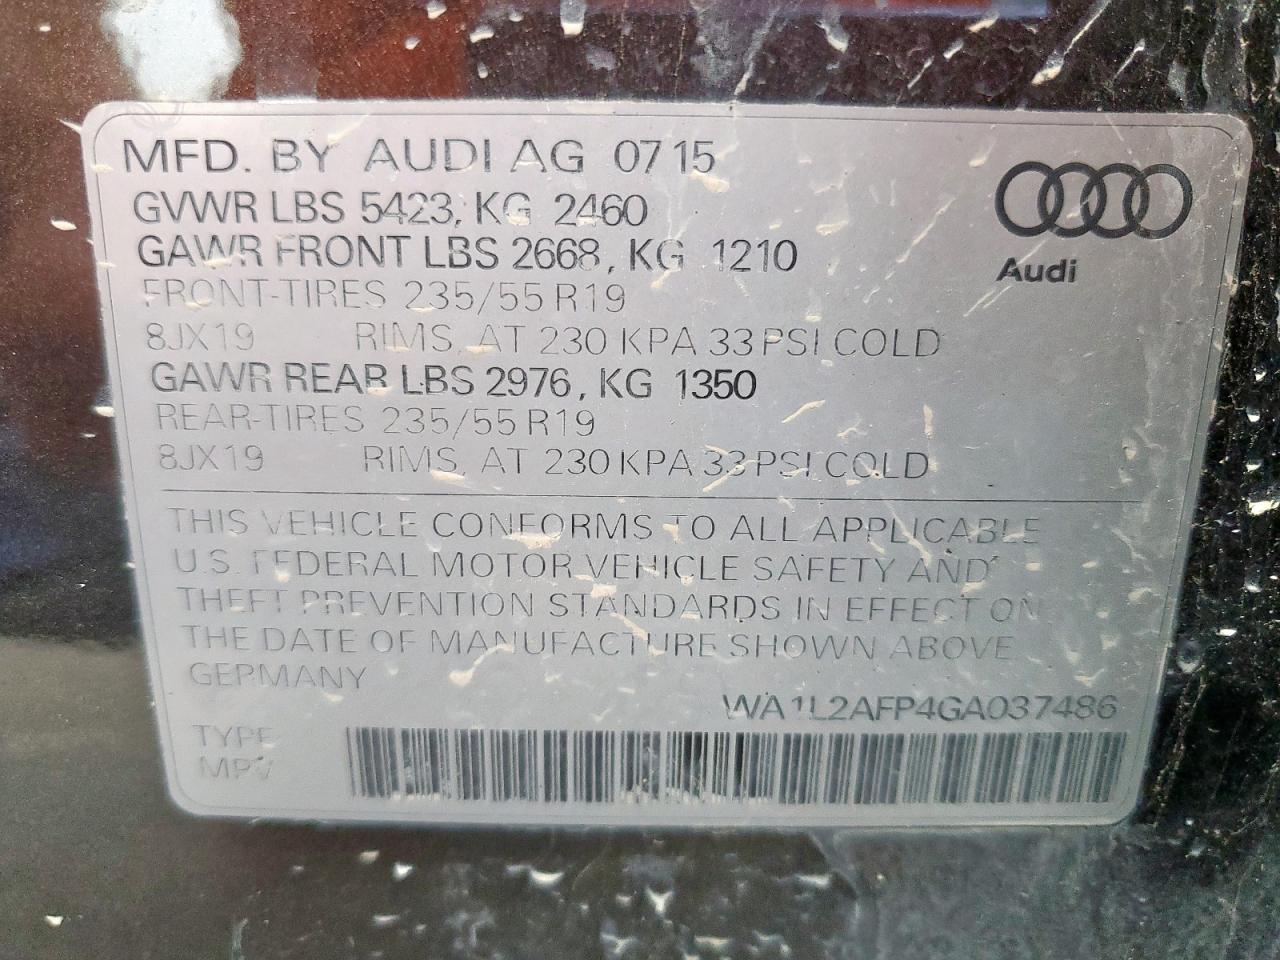 MFD. BY AUDI AG 07 15
GVWR LBS 5423, KG 2460
GAWR FRONT LBS 2668, KG 1210
FRONT-TIRES 235/55 R19
8JX19 RIMS, AT 230 KPA 33 PSI COLD
GAWR REAR LBS 2976, KG 1350
REAR-TIRES 235/55 R19
8JX19 RIMS, AT 230 KPA 33 PSI COLD
Audi
THIS VEHICLE CONFORMS TO ALL APPLICABLE
U.S. FEDERAL MOTOR VEHICLE SAFETY AND
THEFT PREVENTION STANDARDS IN EFFECT ON
THE DATE OF MANUFACTURE SHOWN ABOVE
GERMANY
WA1L2AFP4GA037486
TYPE
MPV